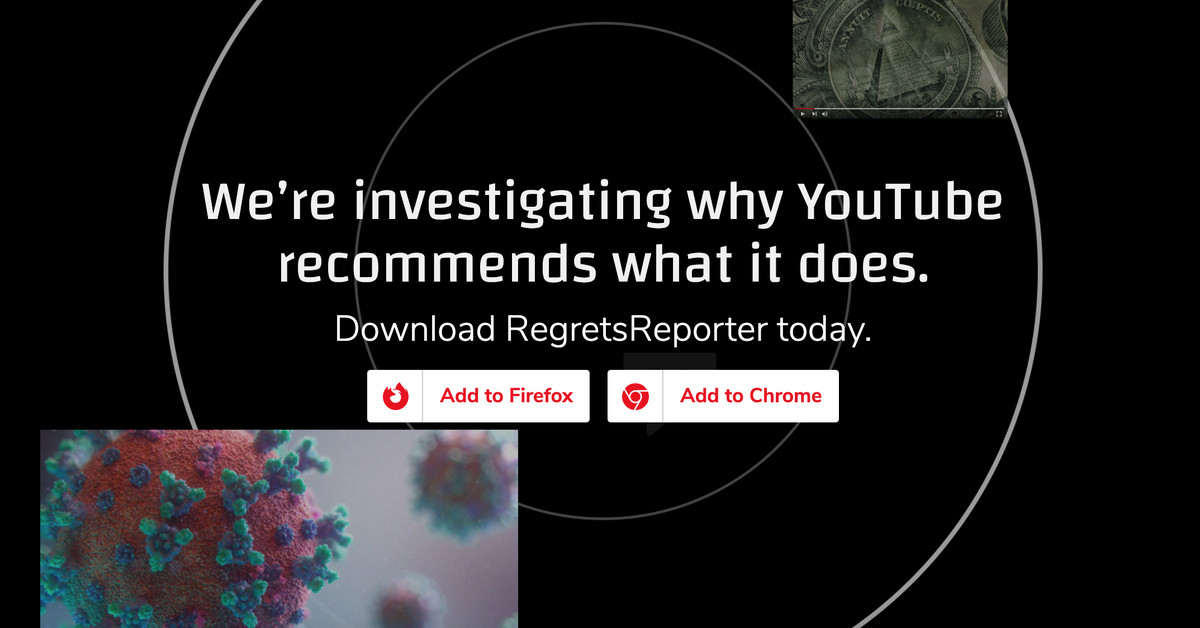 ANNUIT CŒPTIS
We're investigating why YouTube
recommends what it does.
Download RegretsReporter today.
Add to Firefox
Add to Chrome